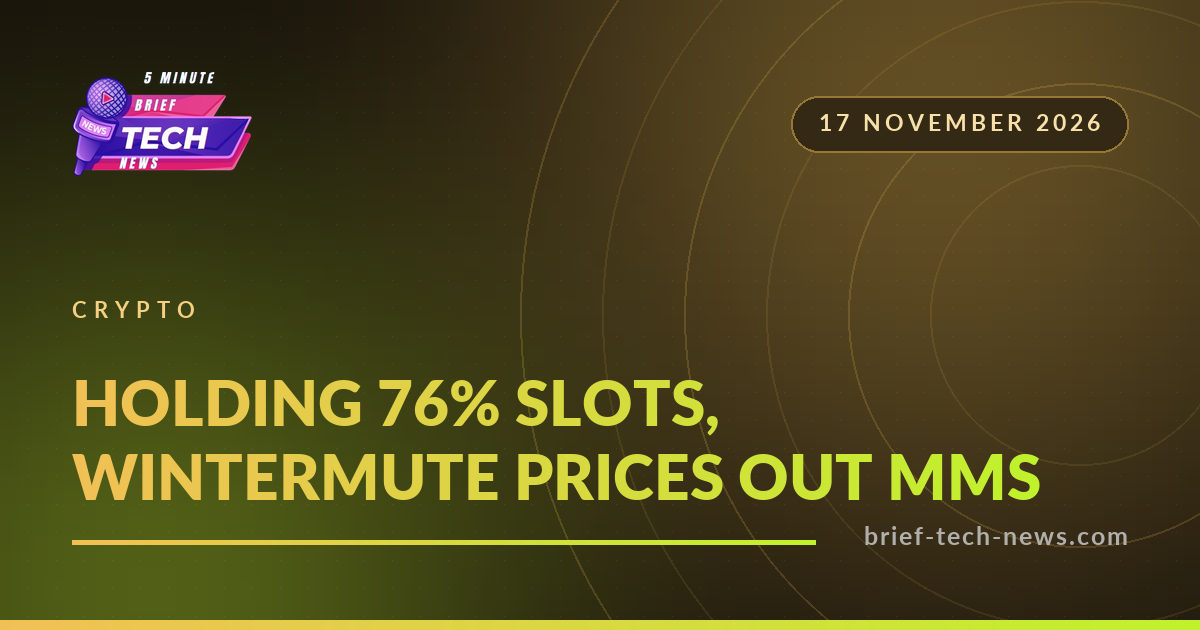 5 MINUTE
BRIEF
NEWS
TECH
NEWS
17 NOVEMBER 2026
CRYPTO
HOLDING 76% SLOTS,
WINTERMUTE PRICES OUT MMS
brief-tech-news.com